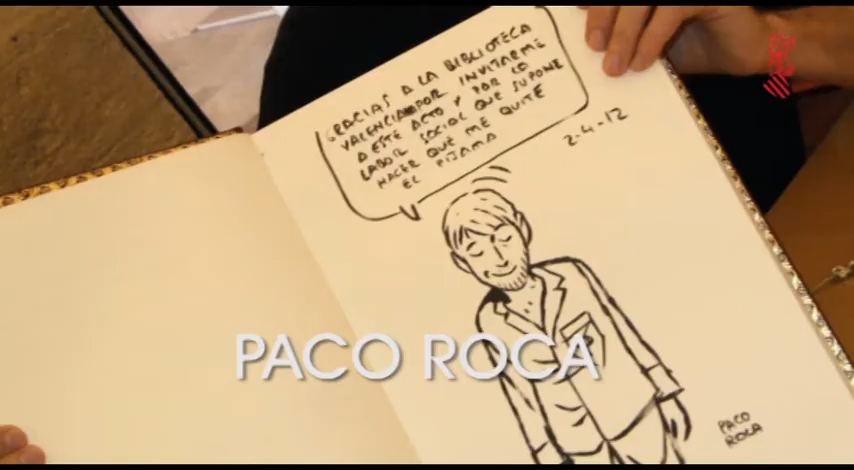 GRACIAS A LA BIBLIOTECA
VALENCIANA POR INVITARME
A ESTE ACTO Y POR LA
LABOR SOCIAL QUE SUPONE
HACER QUE ME QUITE
EL PIJAMA
2-4-12
PACO ROCA
PACO
ROCA